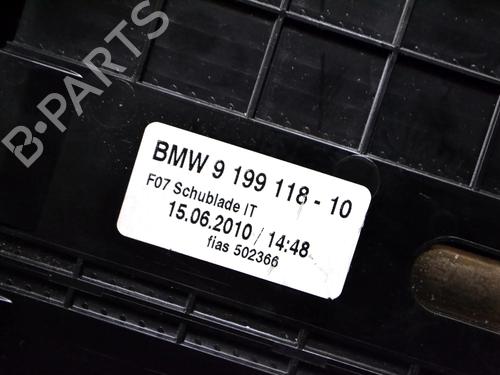 B-PARTS
BMW 9 199 118 - 10
F07 Schublade IT
15.06.2010 / 14:48
fias 502366